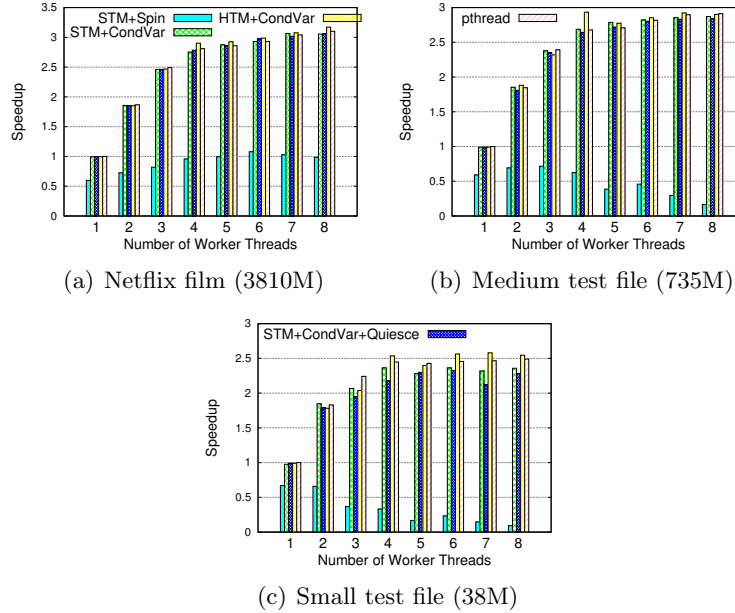 STM+Spin
STM+CondVar
HTM+CondVar
3.5
3
2.5
2
1.5
1
0.5
0
Speedup
1 2 3 4 5 6 7 8
Number of Worker Threads
(a) Netflix film (3810M)
pthread
3
2.5
2
1.5
1
0.5
0
Speedup
1 2 3 4 5 6 7 8
Number of Worker Threads
(b) Medium test file (735M)
STM+CondVar+Quiesce
3
2.5
2
1.5
1
0.5
0
Speedup
1 2 3 4 5 6 7 8
Number of Worker Threads
(c) Small test file (38M)